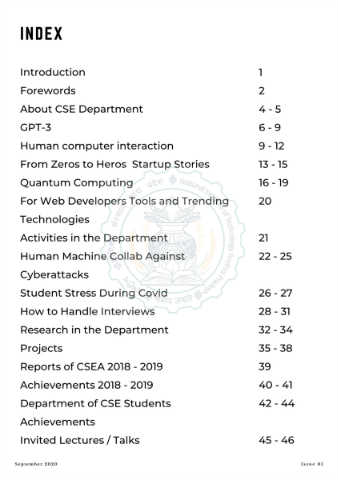 INDEX
Introduction 1
Forewords 2
About CSE Department 4 - 5
GPT-3 6 - 9
Human computer interaction 9 - 12
From Zeros to Heros Startup Stories 13 - 15
Quantum Computing 16 - 19
For Web Developers Tools and Trending 20
Technologies
Activities in the Department 21
Human Machine Collab Against 22 - 25
Cyberattacks
Student Stress During Covid 26 - 27
How to Handle Interviews 28 - 31
Research in the Department 32 - 34
Projects 35 - 38
Reports of CSEA 2018 - 2019 39
Achievements 2018 - 2019 40 - 41
Department of CSE Students 42 - 44
Achievements
Invited Lectures / Talks 45 - 46
September 2020 Issue